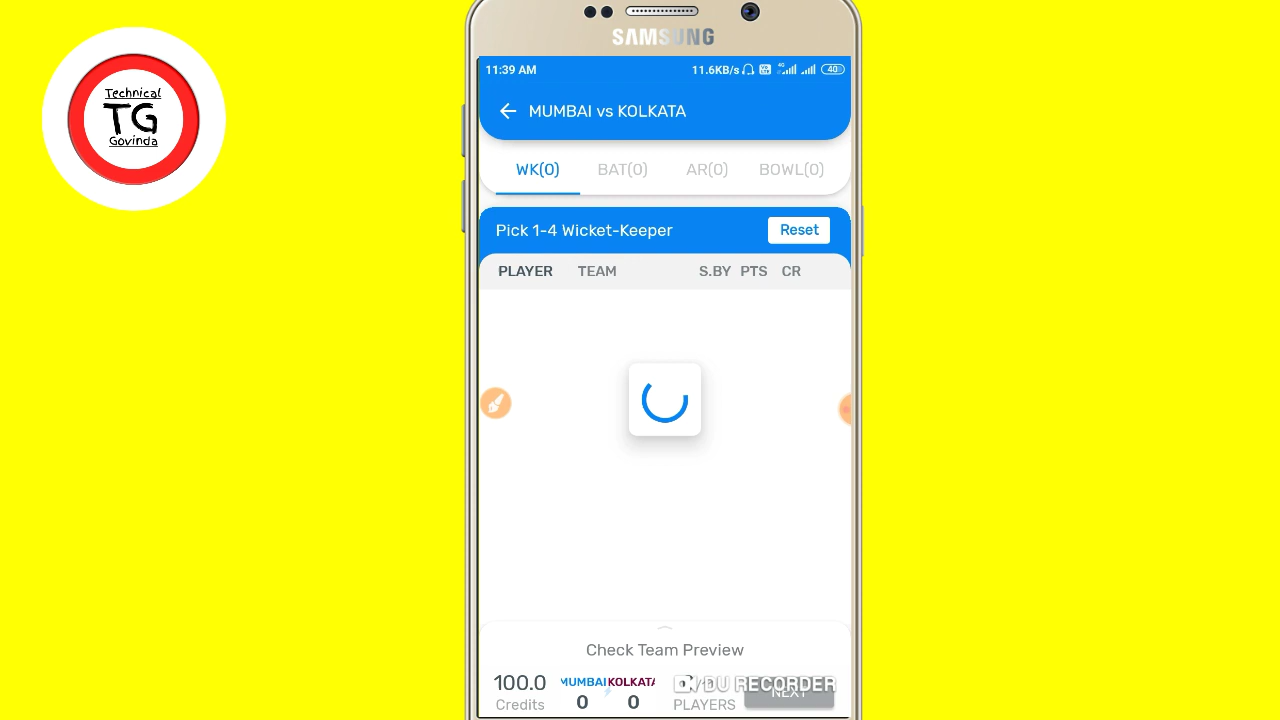 Technical
TG
Govinda
SAMSUNG
11:39 AM 11.6KB/s 4G 40
MUMBAI vs KOLKATA
WK(0) BAT(0) AR(0) BOWL(0)
Pick 1-4 Wicket-Keeper Reset
PLAYER TEAM S.BY PTS CR
Check Team Preview
100.0 MUMBAI KOLKATA DU RECORDER
Credits 0 0 PLAYERS NEXT